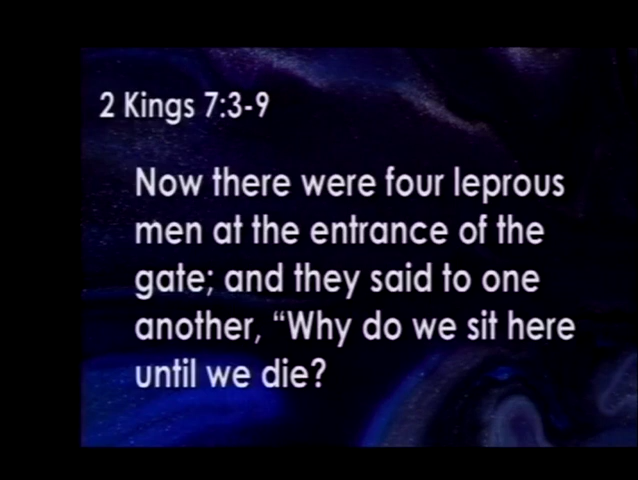 2 Kings 7:3-9
Now there were four leprous
men at the entrance of the
gate; and they said to one
another, “Why do we sit here
until we die?